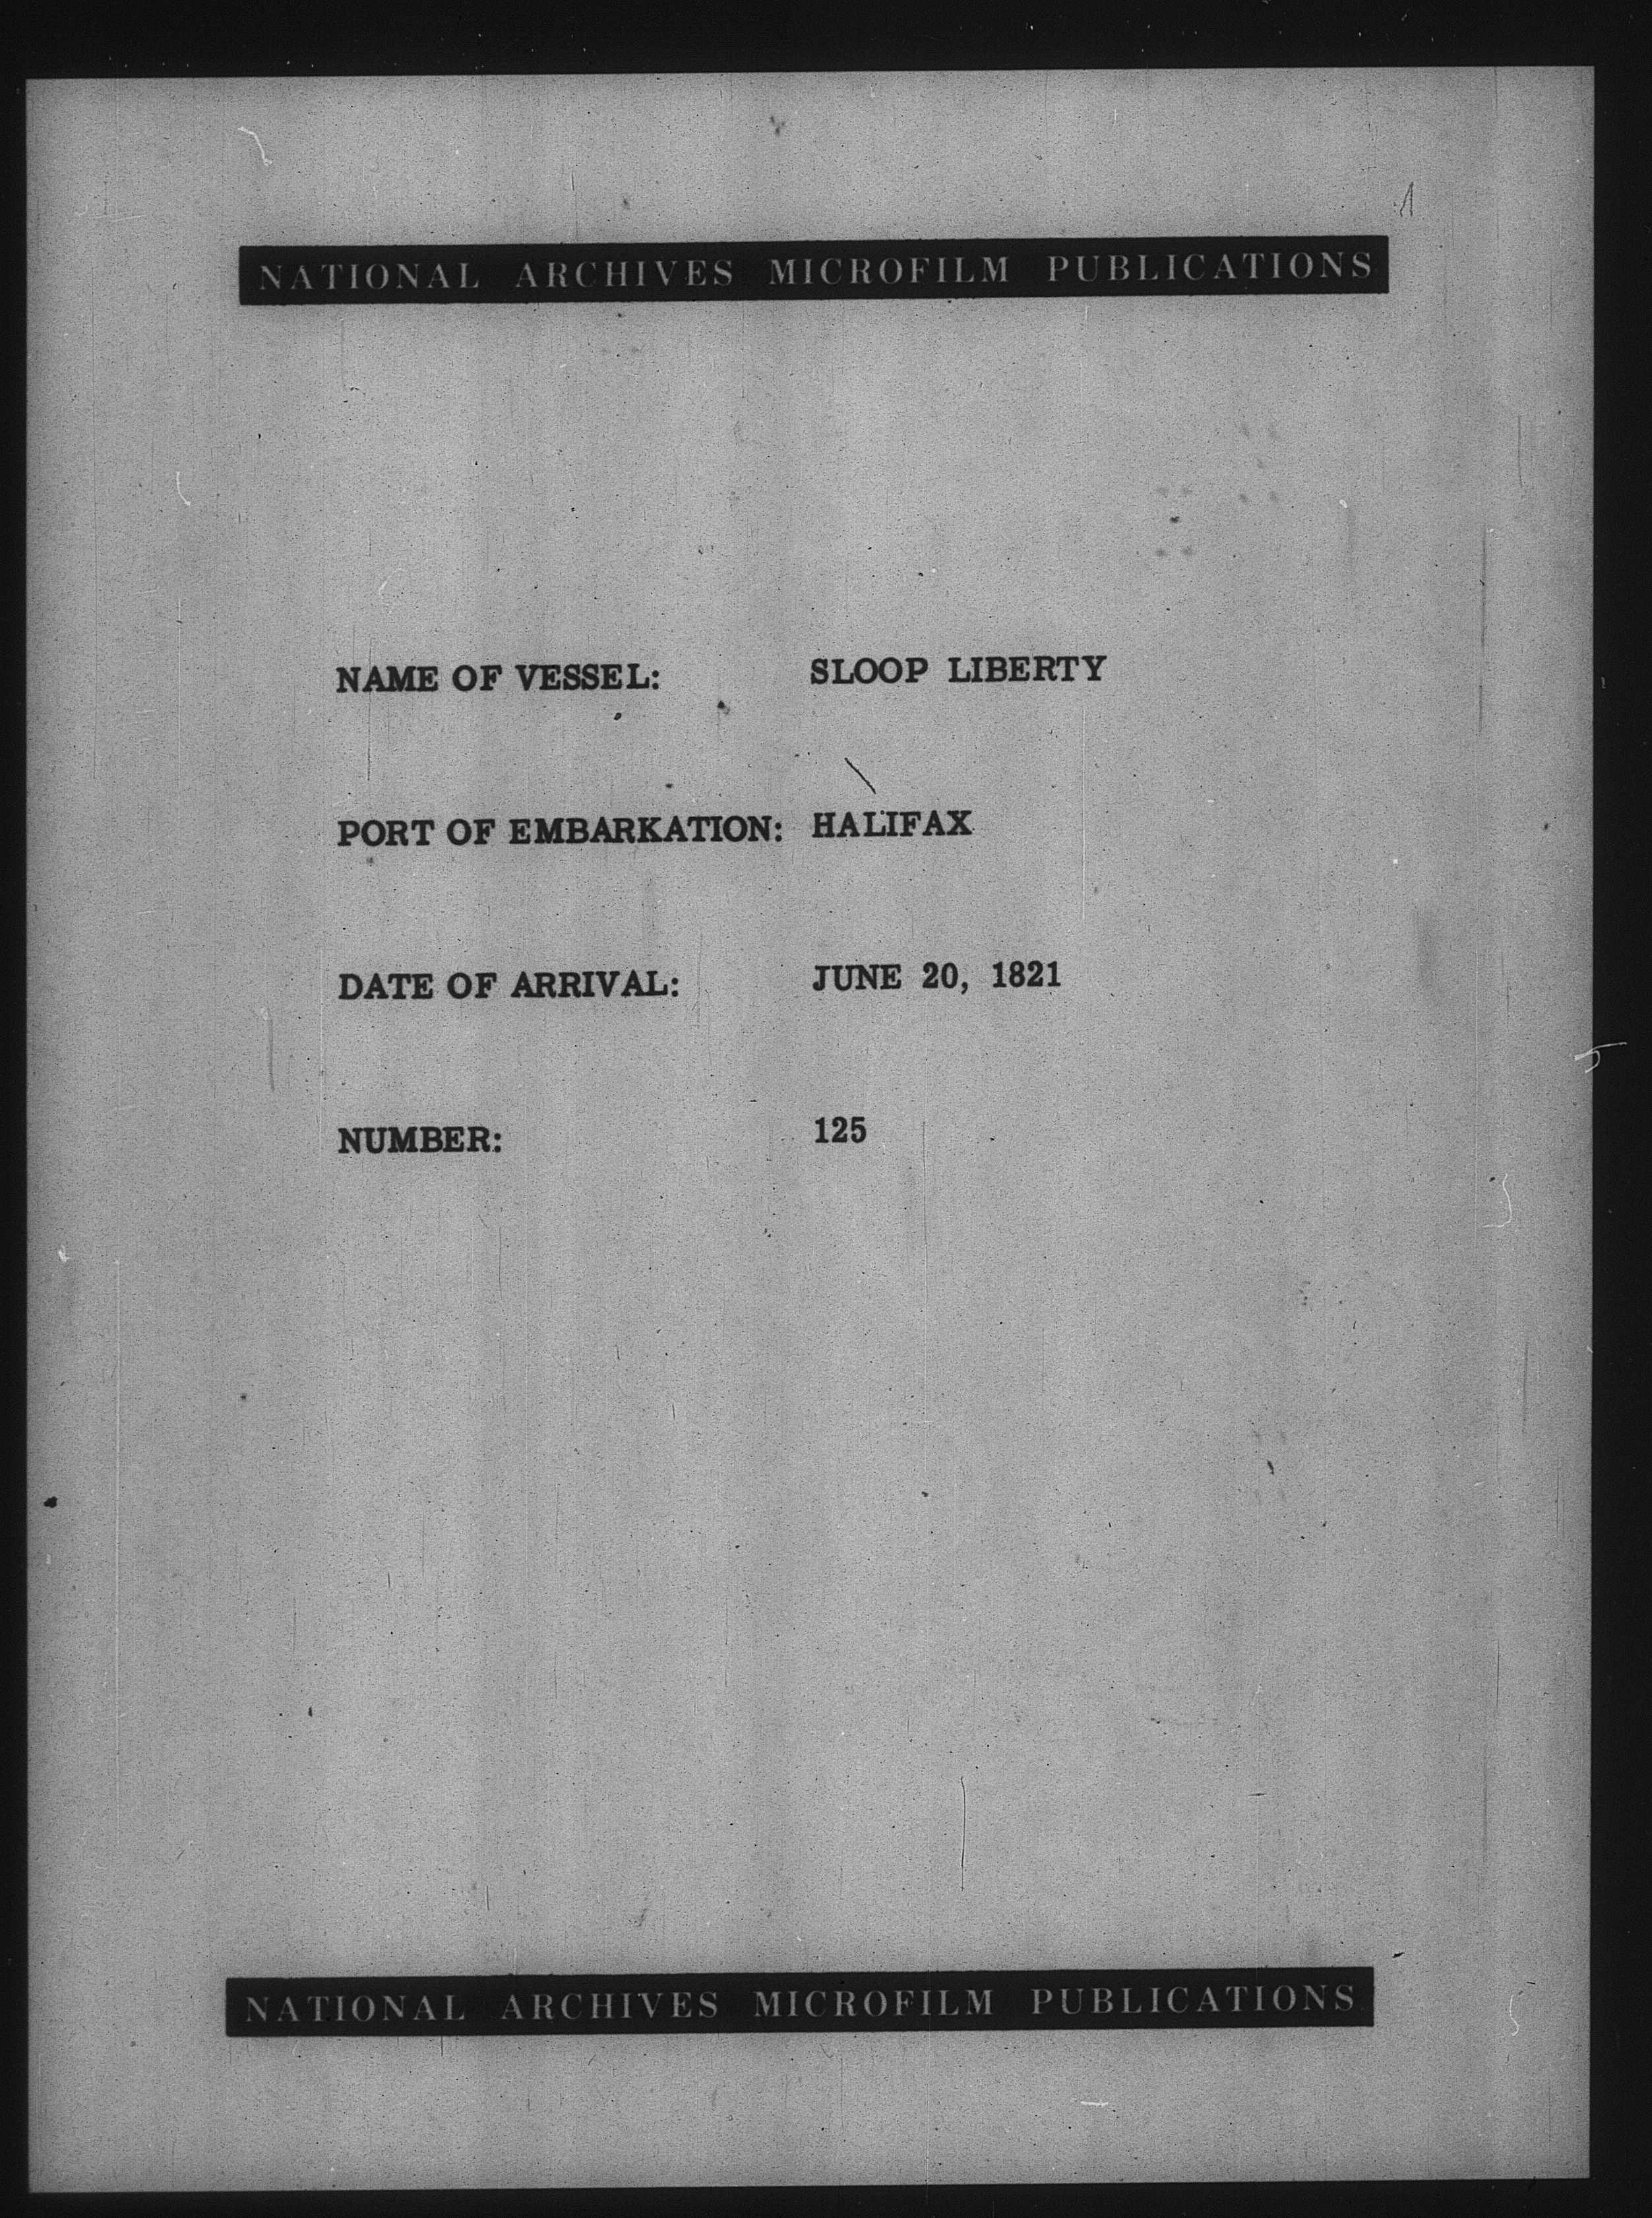 NATIONAL ARCHIVES MICROFILM PUBLICATIONS
NAME OF VESSEL: SLOOP LIBERTY
PORT OF EMBARKATION: HALIFAX
DATE OF ARRIVAL: JUNE 20, 1821
NUMBER: 125
NATIONAL ARCHIVES MICROFILM PUBLICATIONS